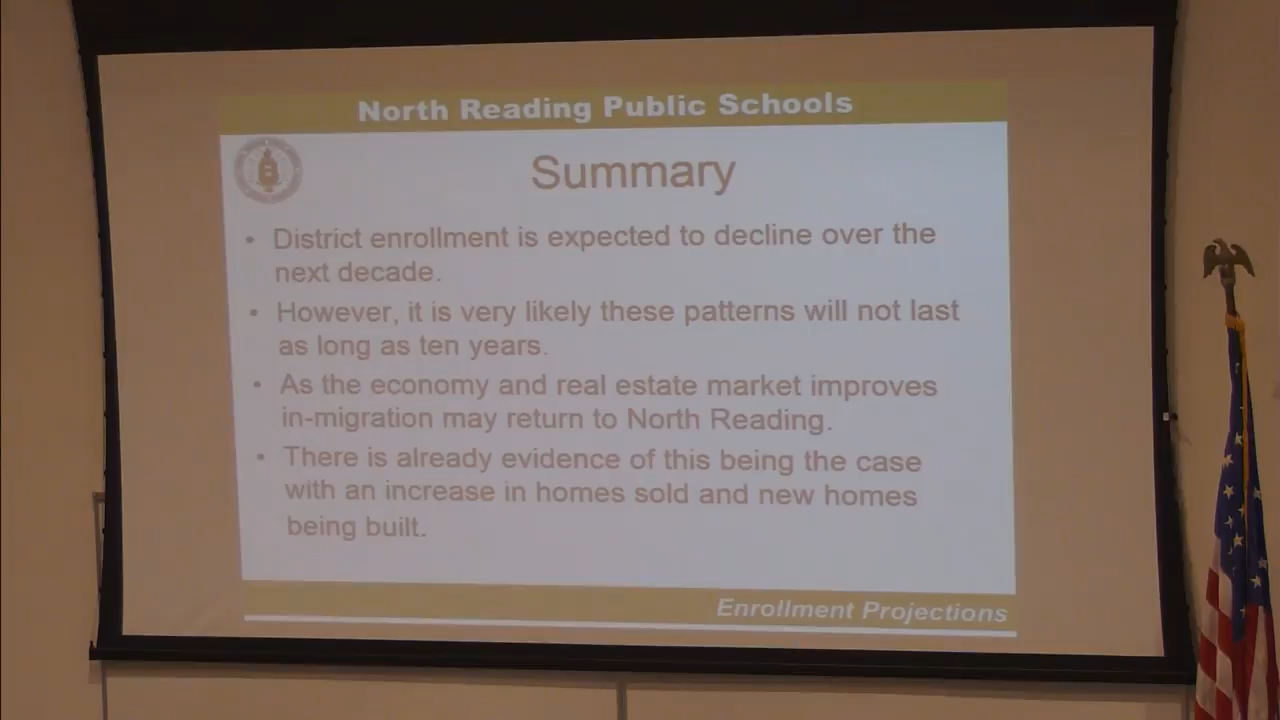 North Reading Public Schools
Summary
• District enrollment is expected to decline over the
next decade.
• However, it is very likely these patterns will not last
as long as ten years.
• As the economy and real estate market improves
in-migration may return to North Reading.
• There is already evidence of this being the case
with an increase in homes sold and new homes
being built.
Enrollment Projections